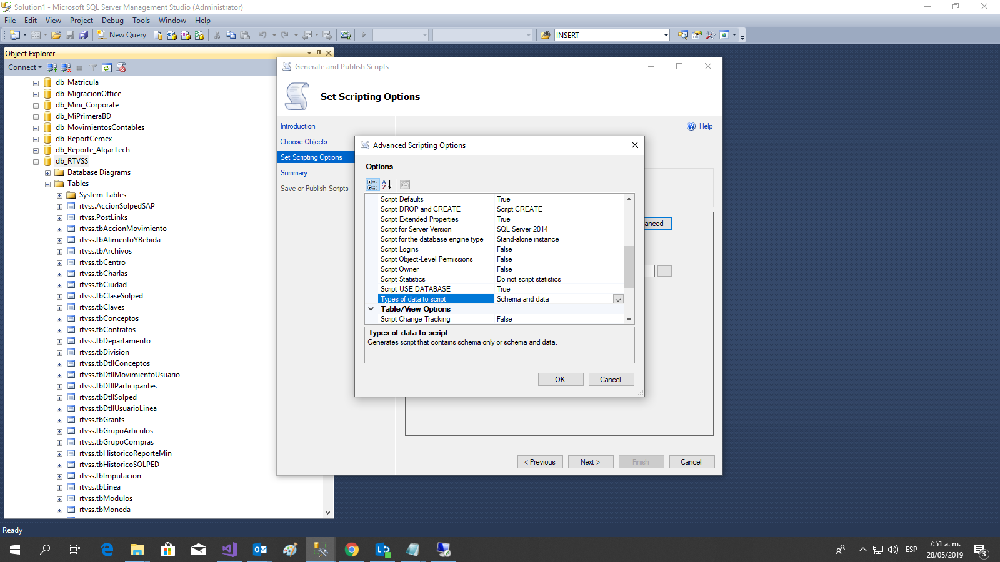 Solution1 - Microsoft SQL Server Management Studio (Administrator)
File Edit View Project Debug Tools Window Help
New Query INSERT
Object Explorer
Connect
db_Matricula
db_MigracionOffice
db_Mini_Corporate
db_MiPrimeraBD
db_MovimientosContables
db_ReportCemex
db_Reporte_AlgarTech
db_RTVSS
Database Diagrams
Tables
System Tables
rtvss.AccionSolpedSAP
rtvss.PostLinks
rtvss.tbAccionMovimiento
rtvss.tbAlimentoYBebida
rtvss.tbArchivos
rtvss.tbCentro
rtvss.tbCharlas
rtvss.tbCiudad
rtvss.tbClaseSolped
rtvss.tbClaves
rtvss.tbConceptos
rtvss.tbContratos
rtvss.tbDepartamento
rtvss.tbDivision
rtvss.tbDtllConceptos
rtvss.tbDtllMovimientoUsuario
rtvss.tbDtllParticipantes
rtvss.tbDtllSolped
rtvss.tbDtllUsuarioLinea
rtvss.tbGrants
rtvss.tbGrupoArticulos
rtvss.tbGrupoCompras
rtvss.tbHistoricoReporteMin
rtvss.tbHistoricoSOLPED
rtvss.tbImputacion
rtvss.tbLinea
rtvss.tbModulos
rtvss.tbMoneda
Generate and Publish Scripts
Set Scripting Options
Introduction
Choose Objects
Set Scripting Options
Summary
Save or Publish Scripts
Help
anced
...
Advanced Scripting Options
Options
Script Defaults True
Script DROP and CREATE Script CREATE
Script Extended Properties True
Script for Server Version SQL Server 2014
Script for the database engine type Stand-alone instance
Script Logins False
Script Object-Level Permissions False
Script Owner False
Script Statistics Do not script statistics
Script USE DATABASE True
Types of data to script Schema and data
Table/View Options
Script Change Tracking False
Types of data to script
Generates script that contains schema only or schema and data.
OK Cancel
< Previous Next > Finish Cancel
Ready
ESP
7:51 a. m.
28/05/2019
3